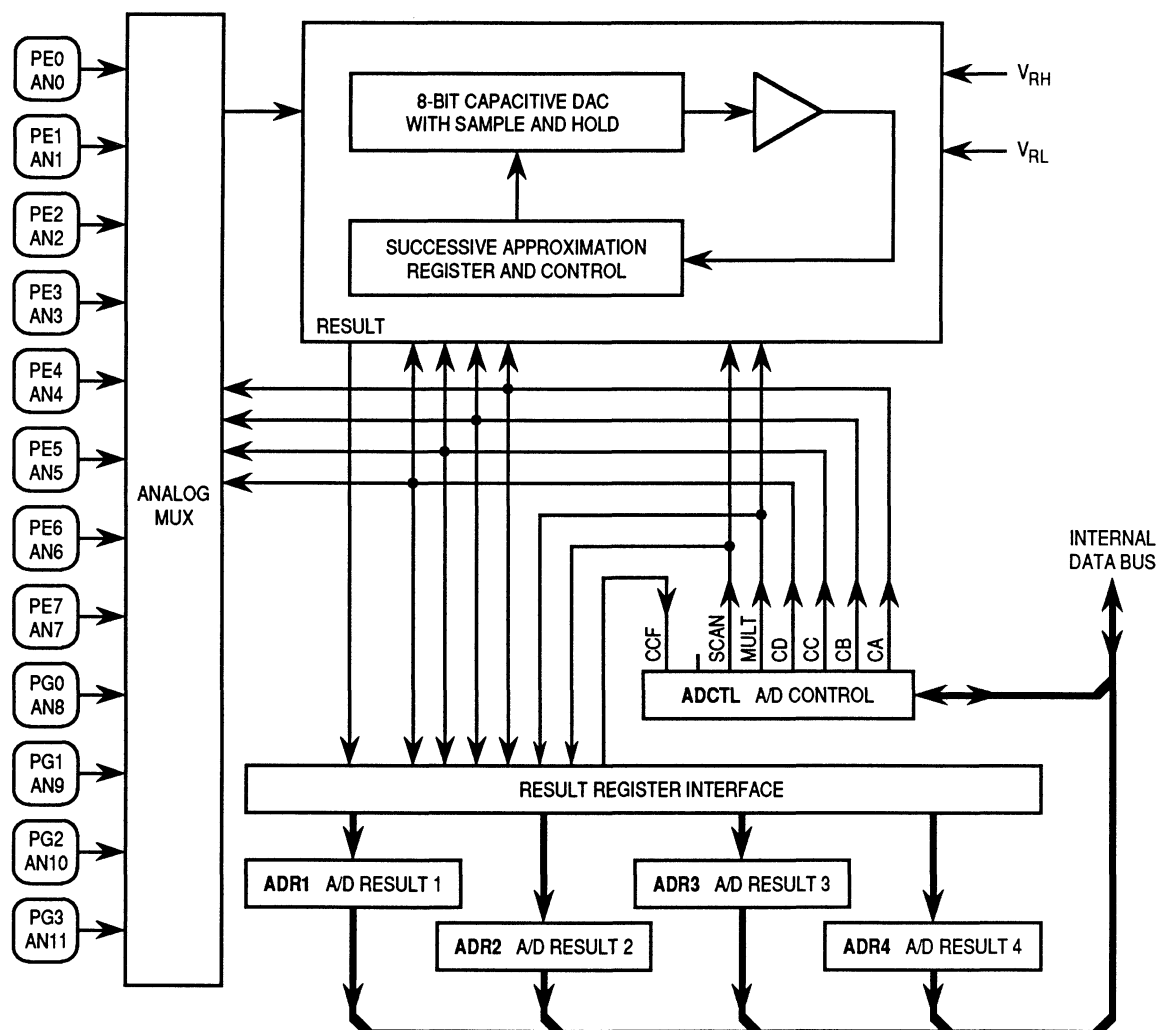 PE0
AN0
PE1
AN1
PE2
AN2
PE3
AN3
PE4
AN4
PE5
AN5
PE6
AN6
PE7
AN7
PG0
AN8
PG1
AN9
PG2
AN10
PG3
AN11
ANALOG
MUX
8-BIT CAPACITIVE DAC
WITH SAMPLE AND HOLD
SUCCESSIVE APPROXIMATION
REGISTER AND CONTROL
RESULT
VRH
VRL
INTERNAL
DATA BUS
CCF
SCAN
MULT
CD
CC
CB
CA
ADCTL A/D CONTROL
RESULT REGISTER INTERFACE
ADR1 A/D RESULT 1
ADR3 A/D RESULT 3
ADR2 A/D RESULT 2
ADR4 A/D RESULT 4